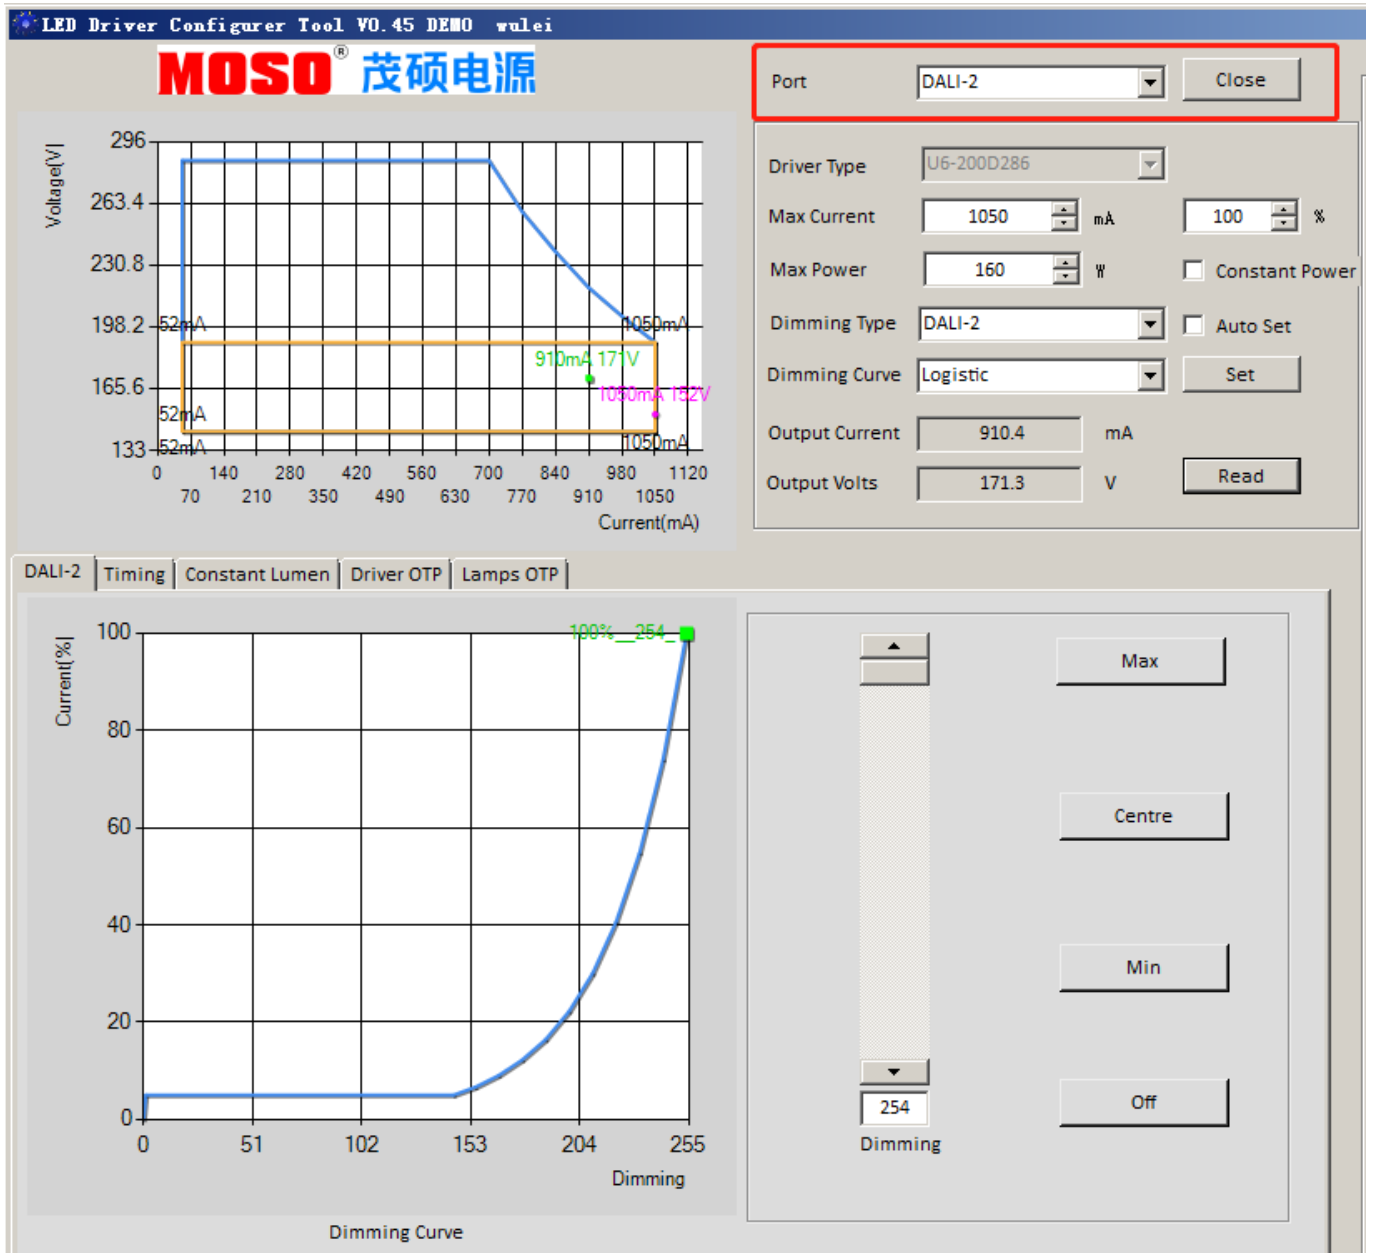 LED Driver Configurer Tool V0.45 DEMO wulei
MOSO® 茂硕电源
Port DALI-2 Close
Voltage|V|
296
263.4
230.8
198.2
165.6
133
52mA
1050mA
910mA 171V
1050mA 152V
52mA
52mA
1050mA
0 140 280 420 560 700 840 980 1120
70 210 350 490 630 770 910 1050
Current(mA)
Driver Type U6-200D286
Max Current 1050 mA 100 %
Max Power 160 W Constant Power
Dimming Type DALI-2 Auto Set
Dimming Curve Logistic Set
Output Current 910.4 mA
Output Volts 171.3 V Read
DALI-2 Timing Constant Lumen Driver OTP Lamps OTP
Current|%|
100
80
60
40
20
0
100%__254_
0 51 102 153 204 255
Dimming
Dimming Curve
Max
Centre
Min
Off
254
Dimming